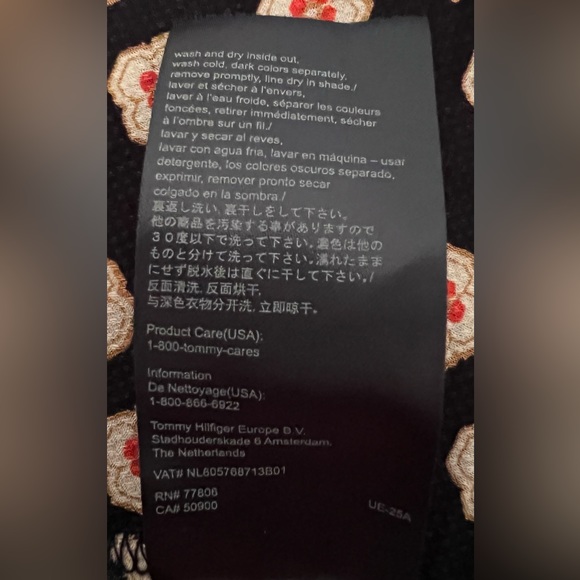 wash and dry inside out,
wash cold, dark colors separately,
remove promptly, line dry in shade./
laver et sécher à l'envers,
laver à l'eau froide, séparer les couleurs
foncées, retirer immédiatement, sécher
à l'ombre sur un fil./
lavar y secar al reves,
lavar con agua fria, lavar en máquina – usar
detergente, los colores oscuros separado,
exprimir, remover pronto secar
colgado en la sombra./
裏返し洗い, 裏干しをして下さい。
他の商品を汚染する事がありますので
30度以下で洗って下さい。濃色は他の
ものと分けて洗って下さい。濡れたまま
にせず脱水後は直ぐに干して下さい。/
反面清洗, 反面烘干,
与深色衣物分开洗, 立即晾干。
Product Care(USA):
1-800-tommy-cares
Information
De Nettoyage(USA):
1-800-866-6922
Tommy Hilfiger Europe B.V.
Stadhouderskade 6 Amsterdam.
The Netherlands
VAT# NL805768713B01
RN# 77806
CA# 50900
UE-25A